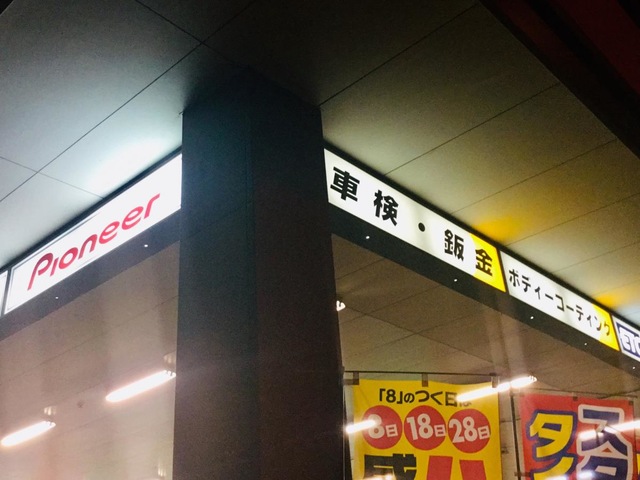 Pioneer
車検・鈑金
ボディーコーティング
「8」のつく日は
8日 18日 28日